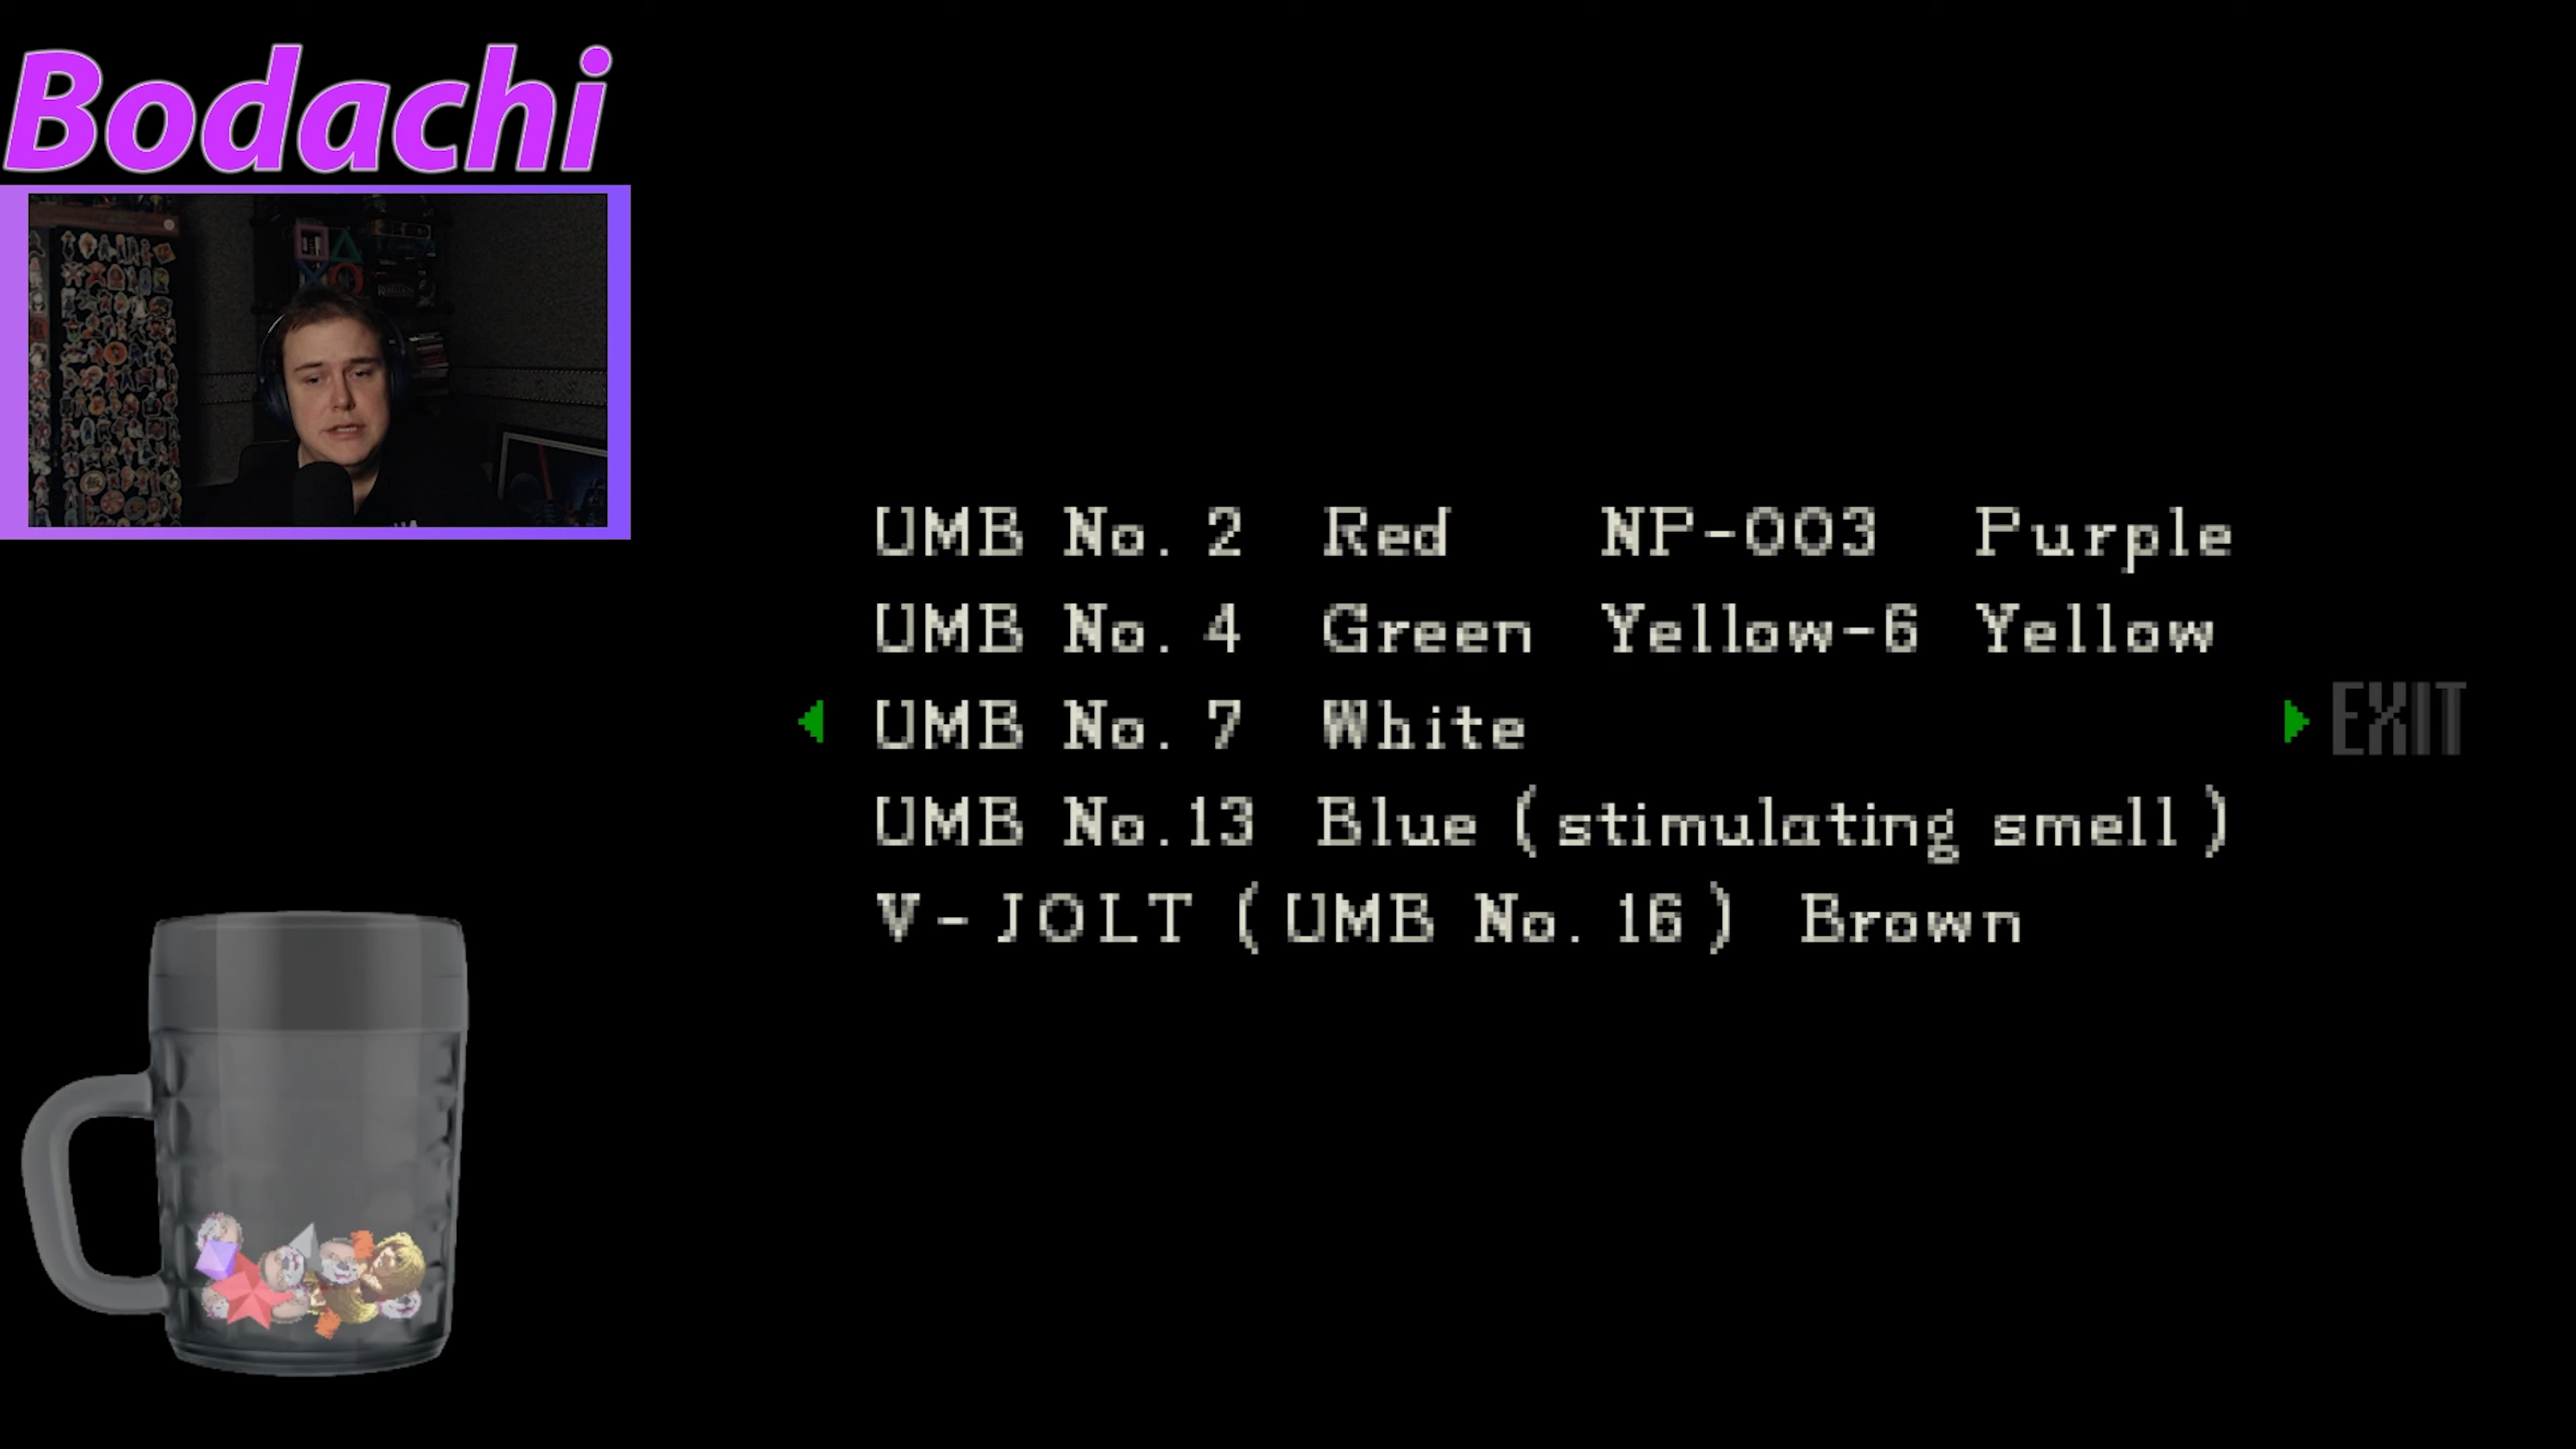 Bodachi
UMB No. 2 Red NP-003 Purple
UMB No. 4 Green Yellow-6 Yellow
UMB No. 7 White
EXIT
UMB No.13 Blue (stimulating smell)
V-JOLT (UMB No. 16) Brown